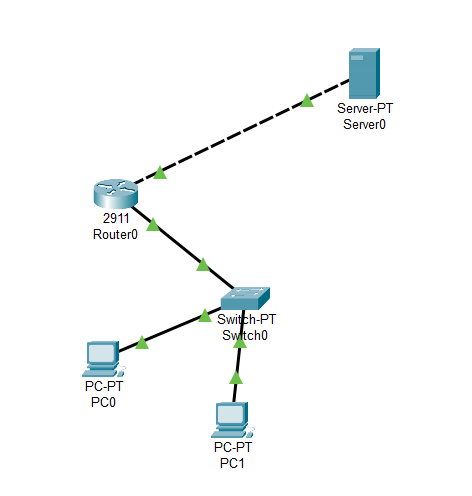 Server-PT
Server0
2911
Router0
Switch-PT
Switch0
PC-PT
PC0
PC-PT
PC1